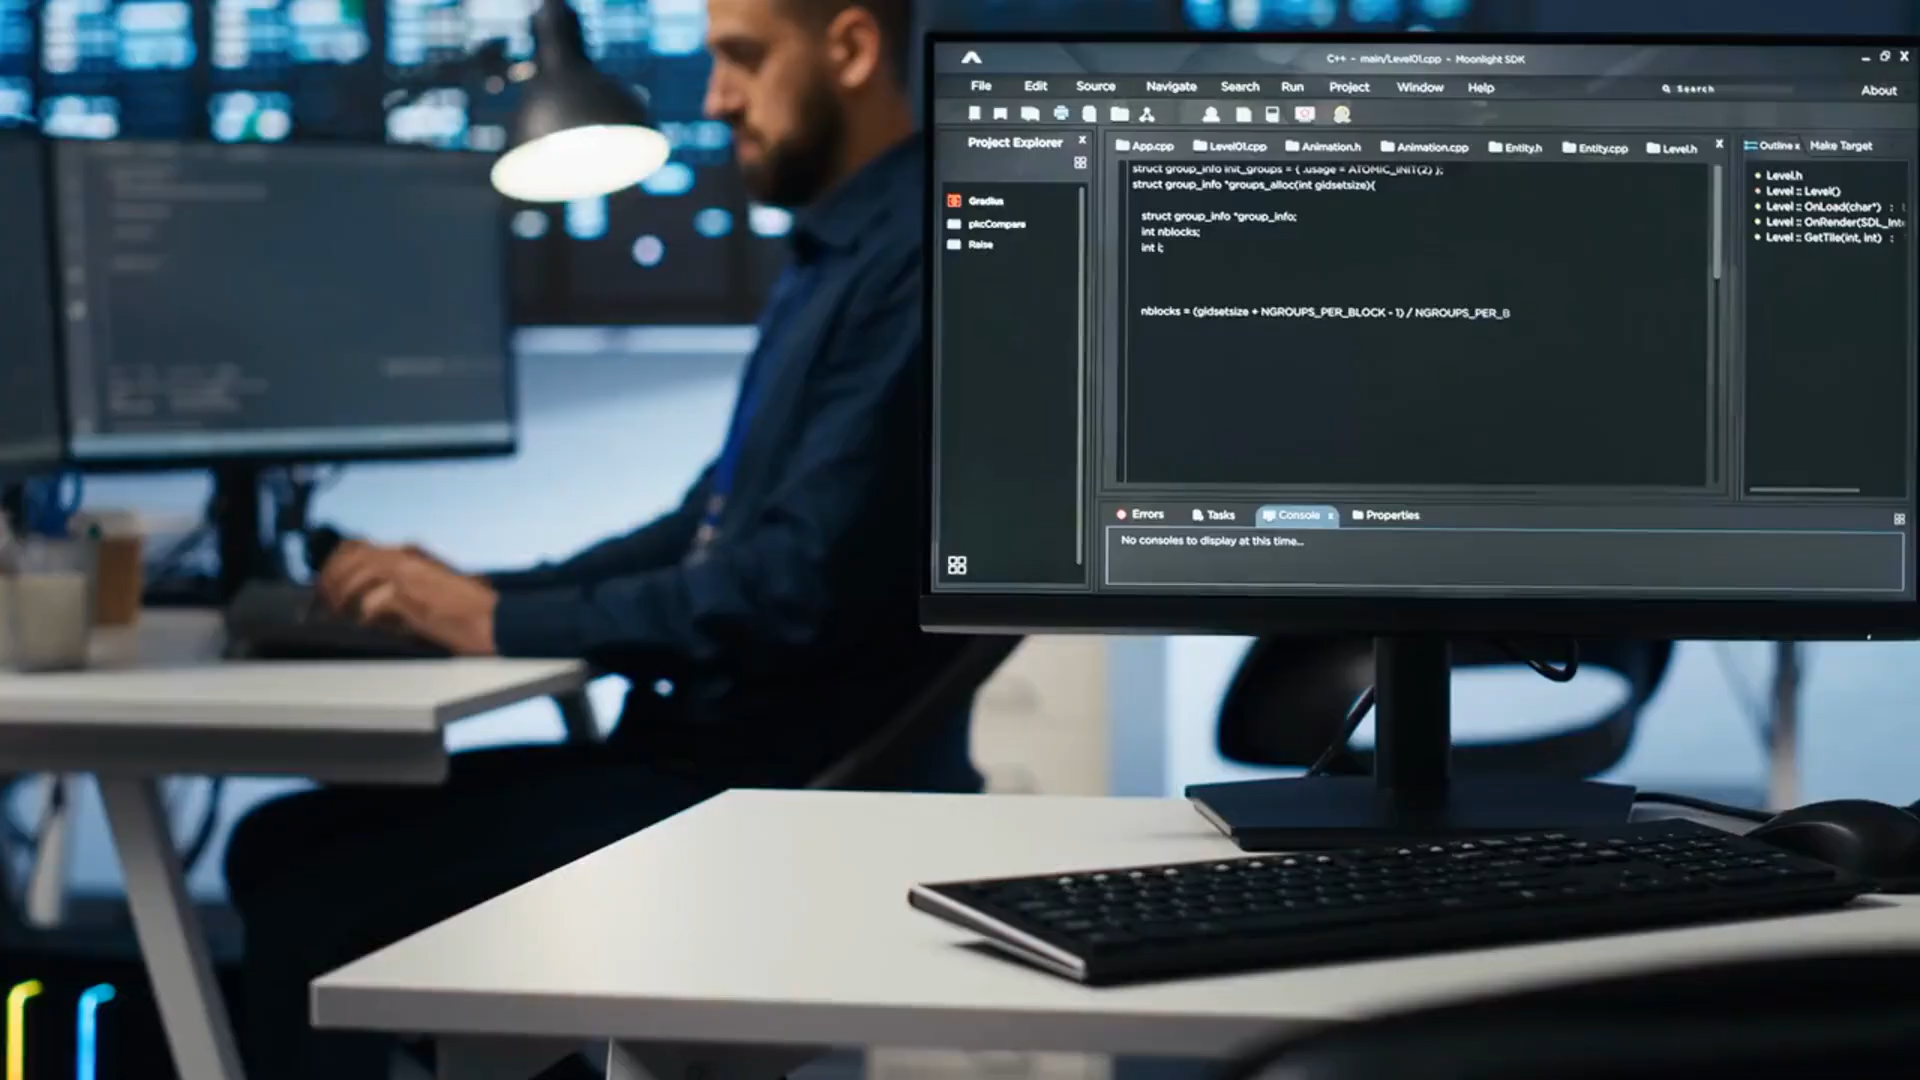 C++ - main/Level01.cpp - Moonlight SDK
File Edit Source Navigate Search Run Project Window Help Search About
Project Explorer x
App.cpp Level01.cpp Animation.h Animation.cpp Entity.h Entity.cpp Level.h x
Outline x Make Target
Gradius
pkcCompare
Raise
struct group_info init_groups = { .usage = ATOMIC_INIT(2) };
struct group_info *groups_alloc(int gidsetsize){
struct group_info *group_info;
int nblocks;
int i;
nblocks = (gidsetsize + NGROUPS_PER_BLOCK - 1) / NGROUPS_PER_B
Level.h
Level :: Level()
Level :: OnLoad(char*) :
Level :: OnRender(SDL_Inte
Level :: GetTile(int, int) :
Errors Tasks Console x Properties
No consoles to display at this time...